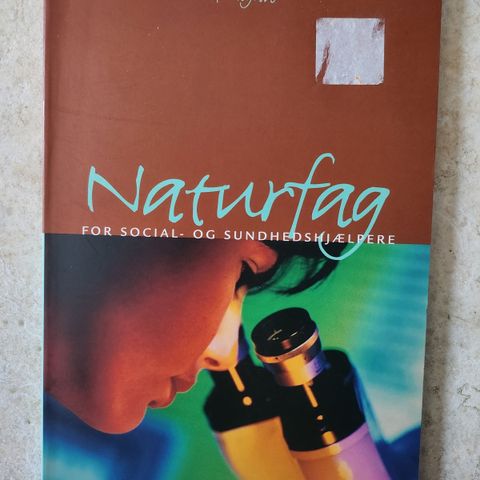 Naturfag
FOR SOCIAL- OG SUNDHEDSHJÆLPERE